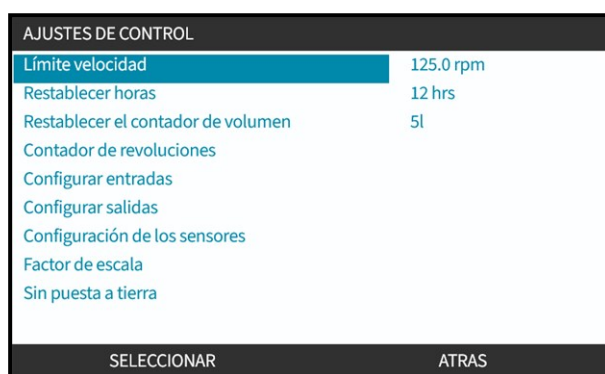 AJUSTES DE CONTROL
Límite velocidad 125.0 rpm
Restablecer horas 12 hrs
Restablecer el contador de volumen 5l
Contador de revoluciones
Configurar entradas
Configurar salidas
Configuración de los sensores
Factor de escala
Sin puesta a tierra
SELECCIONAR ATRAS